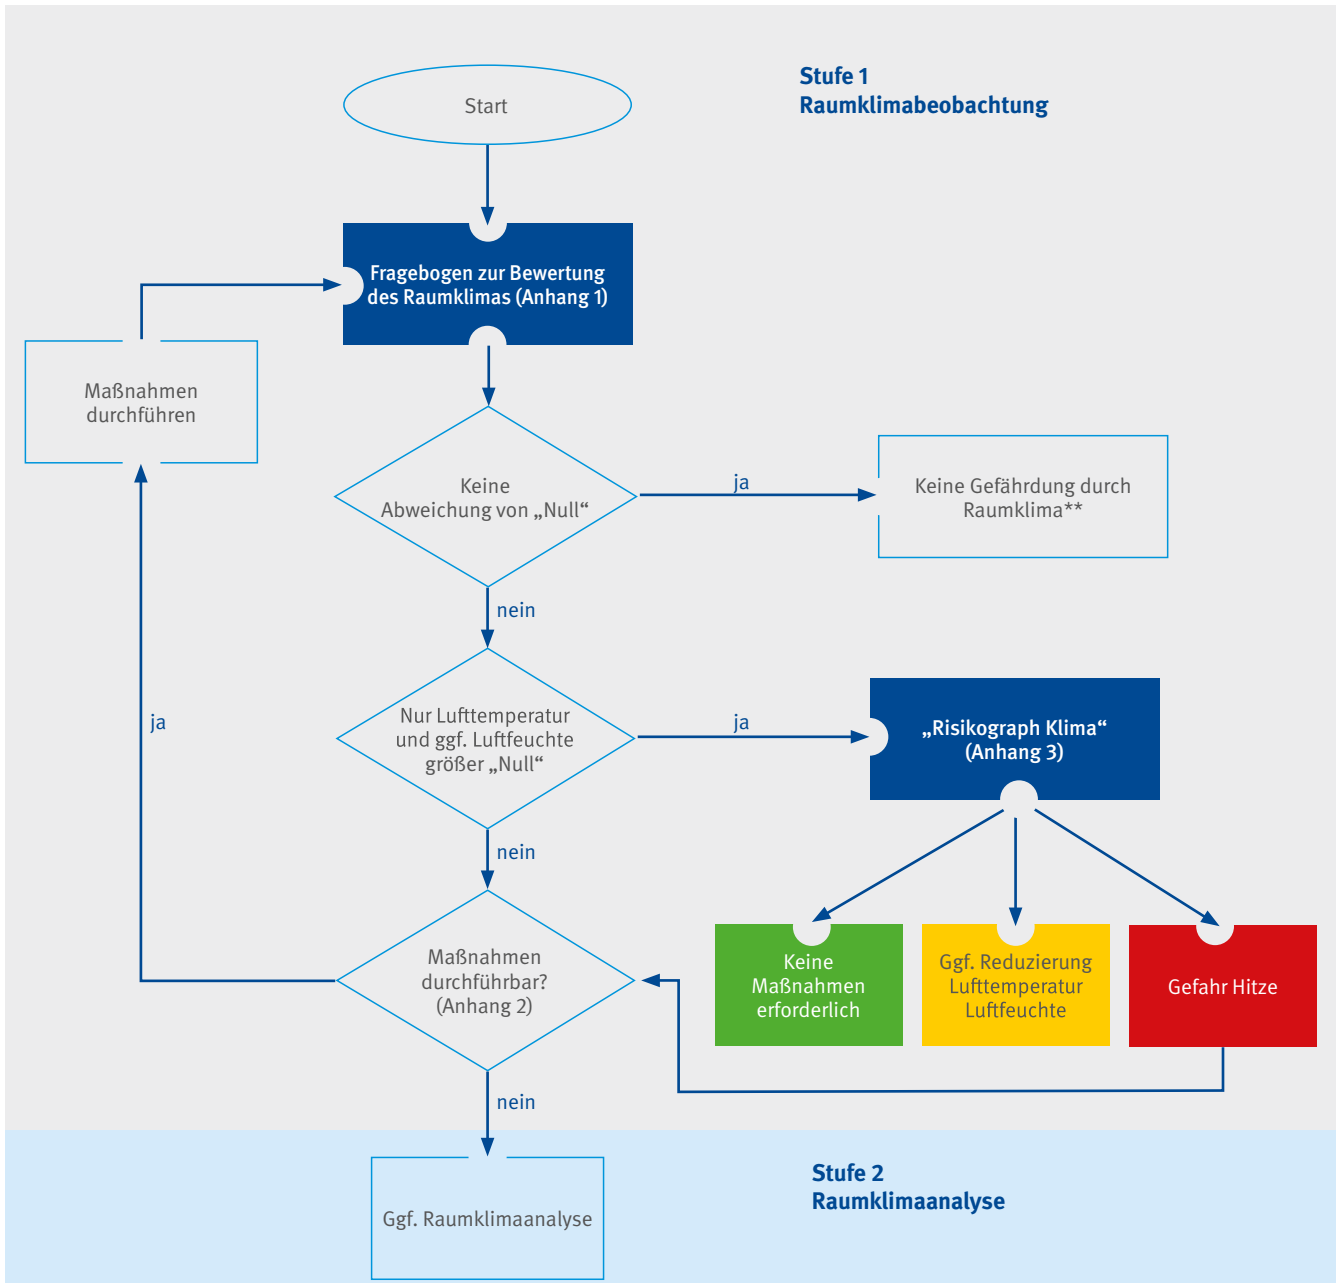 Stufe 1
Raumklimabeobachtung
Start
Fragebogen zur Bewertung
des Raumklimas (Anhang 1)
Maßnahmen
durchführen
Keine
Abweichung von „Null“
ja
Keine Gefährdung durch
Raumklima**
nein
Nur Lufttemperatur
und ggf. Luftfeuchte
größer „Null“
ja
„Risikograph Klima“
(Anhang 3)
ja
nein
Maßnahmen
durchführbar?
(Anhang 2)
Keine
Maßnahmen
erforderlich
Ggf. Reduzierung
Lufttemperatur
Luftfeuchte
Gefahr Hitze
nein
Stufe 2
Raumklimaanalyse
Ggf. Raumklimaanalyse